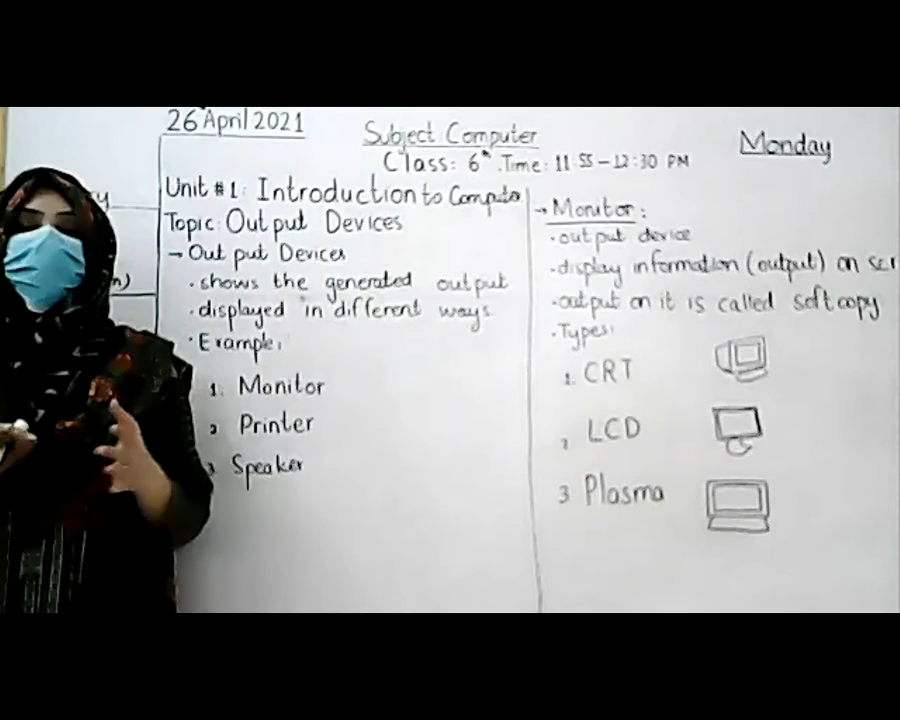 26 April 2021
Subject Computer
Monday
Class: 6th Time: 11:55 - 12:30 PM
Unit #1: Introduction to Compute
Topic: Output Devices
→ Out put Devices
• shows the generated output
• displayed in different ways
• Example:
1. Monitor
2 Printer
3 Speaker
→ Monitor:
• output device
• display information (output) on scr
• output on it is called softcopy
• Types:
1. CRT
2, LCD
3 Plasma